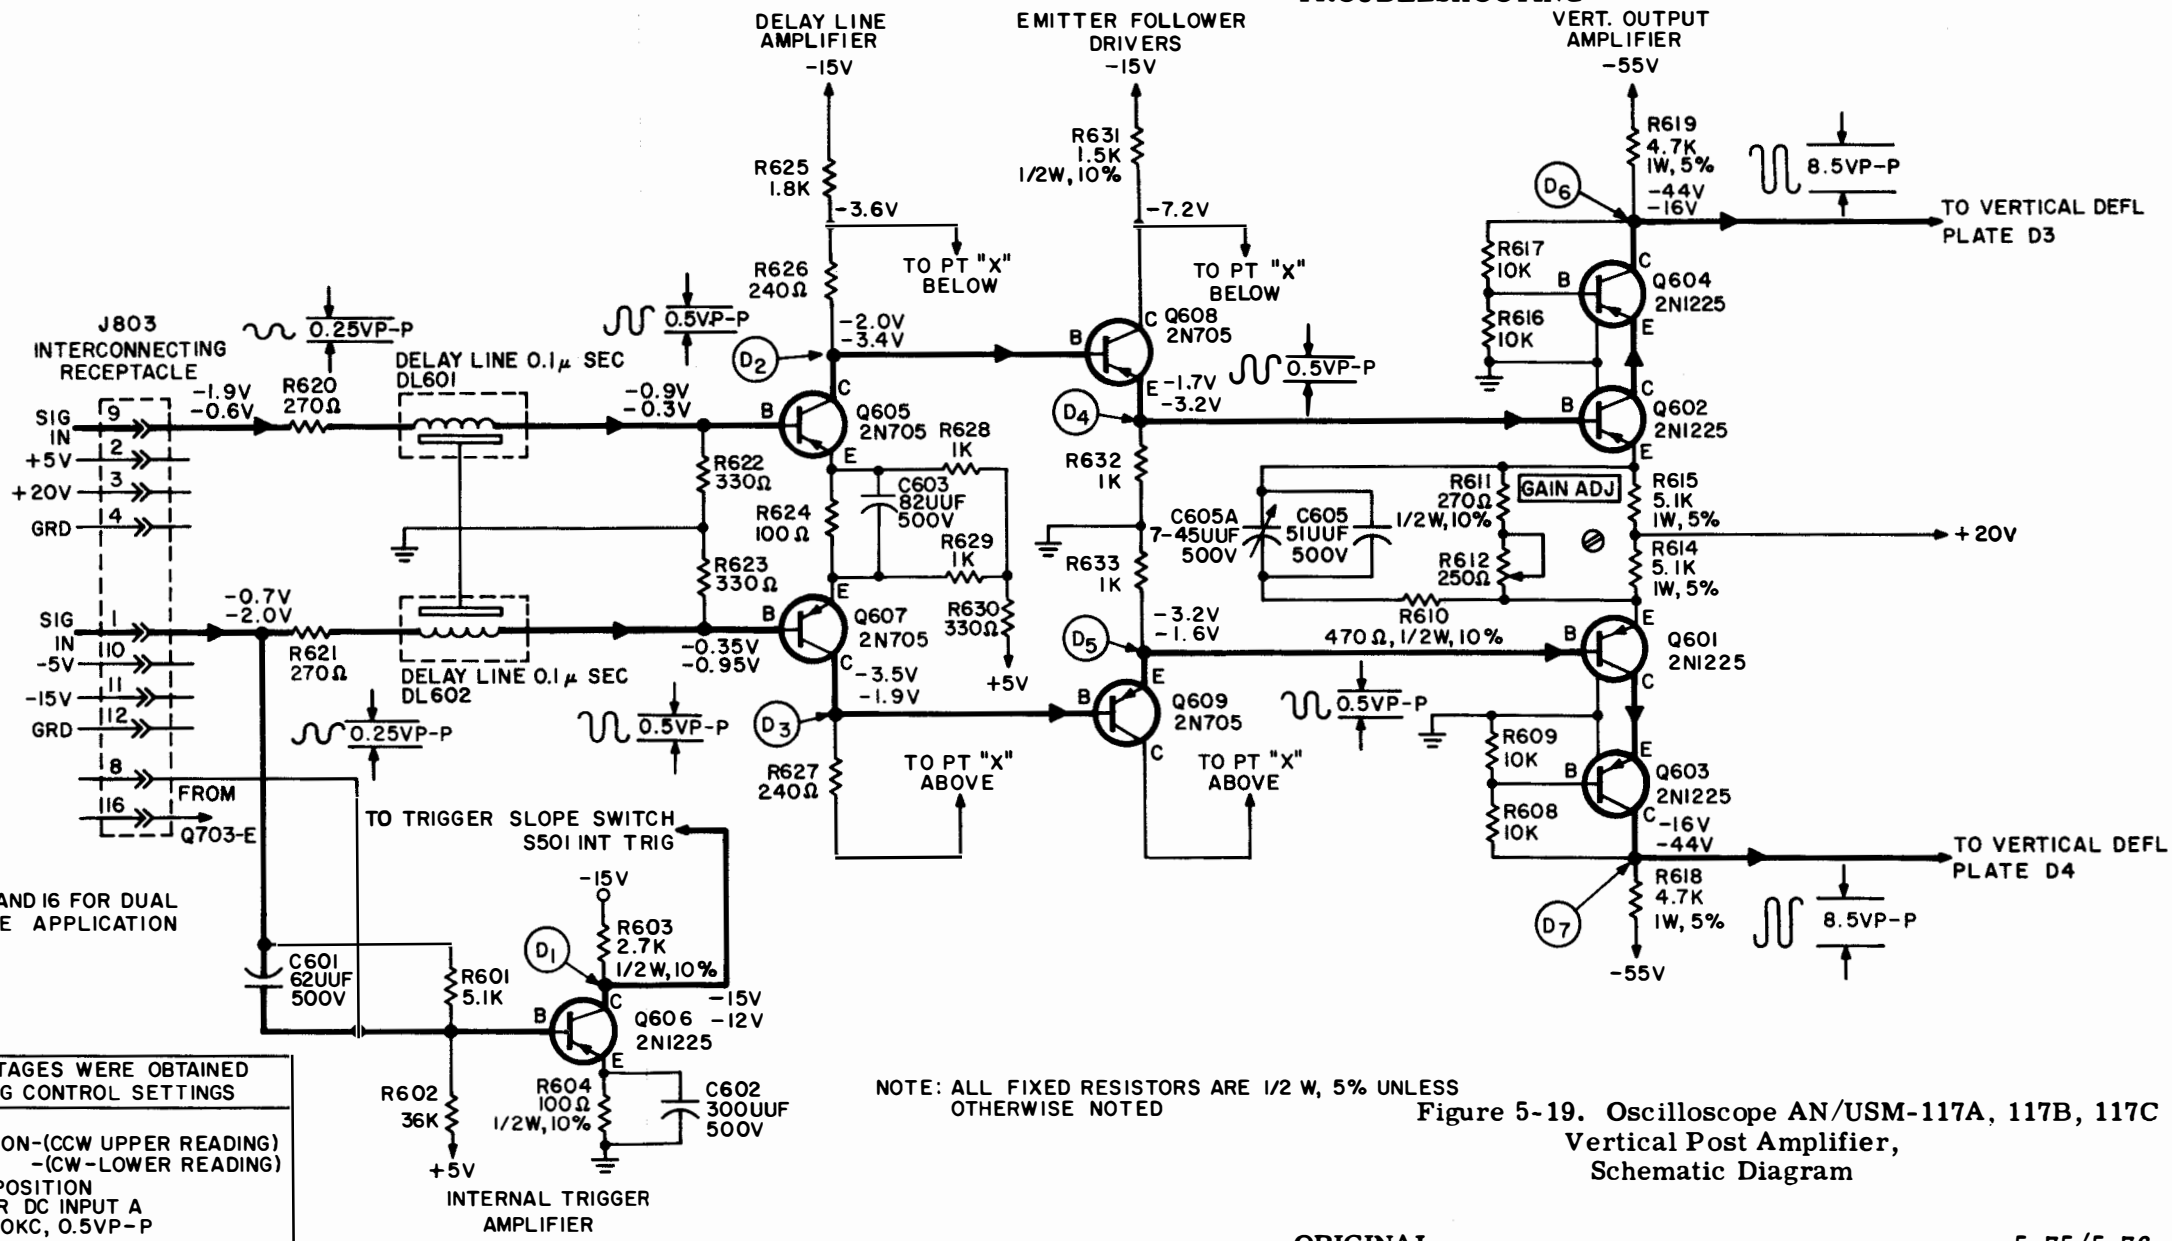 DELAY LINE
AMPLIFIER
-15V
EMITTER FOLLOWER
DRIVERS
-15V
VERT. OUTPUT
AMPLIFIER
-55V
R625
1.8K
-3.6V
TO PT "X"
BELOW
R626
240Ω
-2.0V
-3.4V
D2
R631
1.5K
1/2W, 10%
-7.2V
TO PT "X"
BELOW
C Q608
2N705
B
E
-1.7V
-3.2V
D4
0.5VP-P
R619
4.7K
1W, 5%
-44V
-16V
D6
8.5VP-P
TO VERTICAL DEFL
PLATE D3
R617
10K
R616
10K
B
C
Q604
2N1225
E
B
C
Q602
2N1225
E
J803
INTERCONNECTING
RECEPTACLE
0.25VP-P
0.5VP-P
DELAY LINE 0.1μ SEC
DL601
-1.9V
-0.6V
R620
270Ω
-0.9V
-0.3V
SIG
IN
9
+5V
2
+20V
3
GRD
4
SIG
IN
1
-5V
10
-15V
11
GRD
12
8
FROM
16
Q703-E
B
C
Q605
2N705
E
R628
1K
R622
330Ω
R624
100Ω
C603
82UUF
500V
R629
1K
R623
330Ω
R630
330Ω
+5V
B
E
Q607
2N705
C
-3.5V
-1.9V
-0.7V
-2.0V
R621
270Ω
DELAY LINE 0.1μ SEC
DL602
-0.35V
-0.95V
0.25VP-P
0.5VP-P
D3
R627
240Ω
TO PT "X"
ABOVE
R632
1K
R633
1K
-3.2V
-1.6V
D5
B
E
Q609
2N705
C
TO PT "X"
ABOVE
C605A
7-45UUF
500V
C605
51UUF
500V
R611
270Ω
1/2W, 10%
GAIN ADJ
R612
250Ω
R610
470Ω, 1/2W, 10%
R615
5.1K
1W, 5%
+20V
R614
5.1K
1W, 5%
0.5VP-P
B
E
Q601
2N1225
C
R609
10K
R608
10K
B
E
Q603
2N1225
C
-16V
-44V
TO VERTICAL DEFL
PLATE D4
D7
R618
4.7K
1W, 5%
-55V
8.5VP-P
TO TRIGGER SLOPE SWITCH
S501 INT TRIG
-15V
R603
2.7K
1/2W, 10%
D1
-15V
-12V
C601
62UUF
500V
R601
5.1K
B
C
Q606
2N1225
E
R602
36K
+5V
R604
100Ω
1/2W, 10%
C602
300UUF
500V
INTERNAL TRIGGER
AMPLIFIER
AND 16 FOR DUAL
APPLICATION
WERE OBTAINED
CONTROL SETTINGS
-(CCW UPPER READING)
-(CW-LOWER READING)
POSITION
DC INPUT A
0.5VP-P
NOTE: ALL FIXED RESISTORS ARE 1/2 W, 5% UNLESS
OTHERWISE NOTED
Figure 5-19. Oscilloscope AN/USM-117A, 117B, 117C
Vertical Post Amplifier,
Schematic Diagram
ORIGINAL